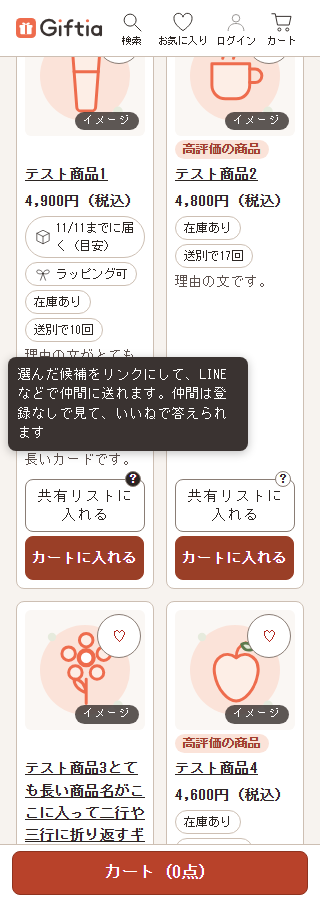 Giftia
検索
お気に入り
ログイン
カート
イメージ
イメージ
テスト商品1
4,900円（税込）
11/11までに届
く（目安）
ラッピング可
在庫あり
送別で10回
理由の文がとても
長いカードです。
高評価の商品
テスト商品2
4,800円（税込）
在庫あり
送別で17回
理由の文です。
選んだ候補をリンクにして、LINE
などで仲間に送れます。仲間は登
録なしで見て、いいねで答えられ
ます
?
共有リストに
入れる
カートに入れる
?
共有リストに
入れる
カートに入れる
イメージ
テスト商品3とて
も長い商品名がこ
こに入って二行や
三行に折り返すギ
イメージ
高評価の商品
テスト商品4
4,600円（税込）
在庫あり
カート（0点）